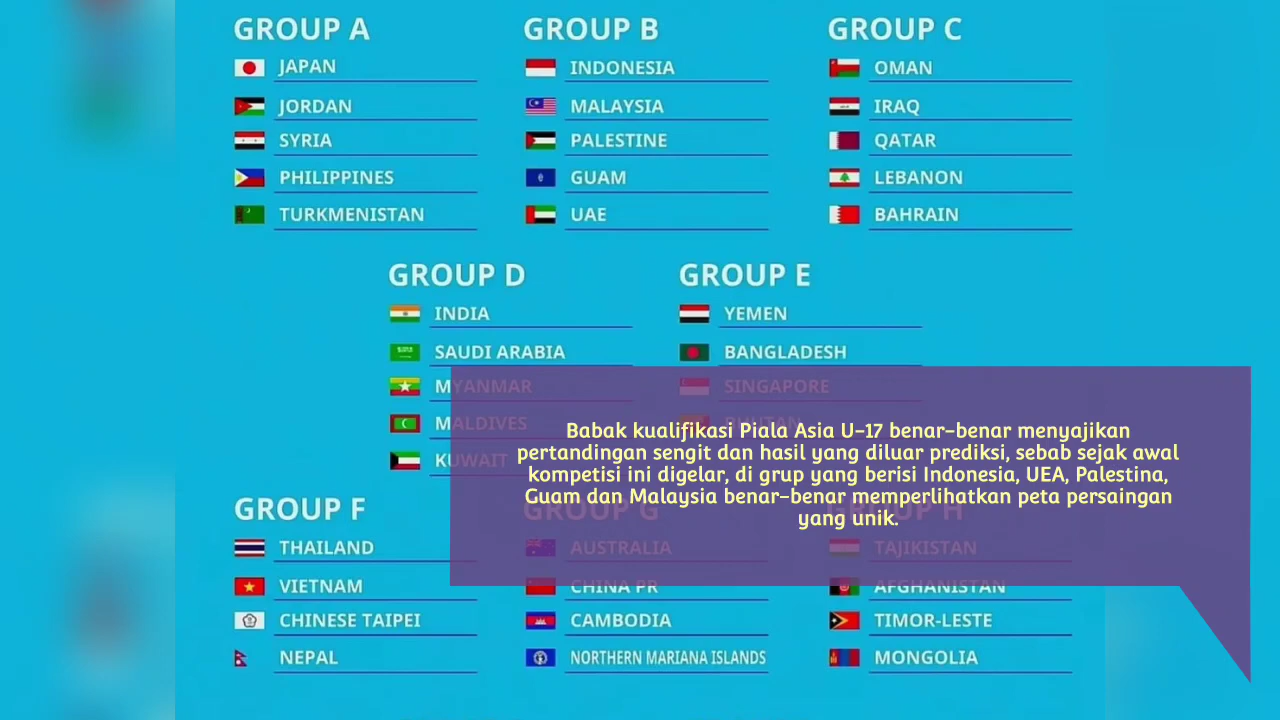 GROUP A
JAPAN
JORDAN
SYRIA
PHILIPPINES
TURKMENISTAN
GROUP B
INDONESIA
MALAYSIA
PALESTINE
GUAM
UAE
GROUP C
OMAN
IRAQ
QATAR
LEBANON
BAHRAIN
GROUP D
INDIA
SAUDI ARABIA
MYANMAR
MALDIVES
KUWAIT
GROUP E
YEMEN
BANGLADESH
SINGAPORE
BHUTAN
Babak kualifikasi Piala Asia U-17 benar-benar menyajikan
pertandingan sengit dan hasil yang diluar prediksi, sebab sejak awal
kompetisi ini digelar, di grup yang berisi Indonesia, UEA, Palestina,
Guam dan Malaysia benar-benar memperlihatkan peta persaingan
yang unik.
GROUP F
THAILAND
VIETNAM
CHINESE TAIPEI
NEPAL
GROUP G
AUSTRALIA
CHINA PR
CAMBODIA
NORTHERN MARIANA ISLANDS
GROUP H
TAJIKISTAN
AFGHANISTAN
TIMOR-LESTE
MONGOLIA